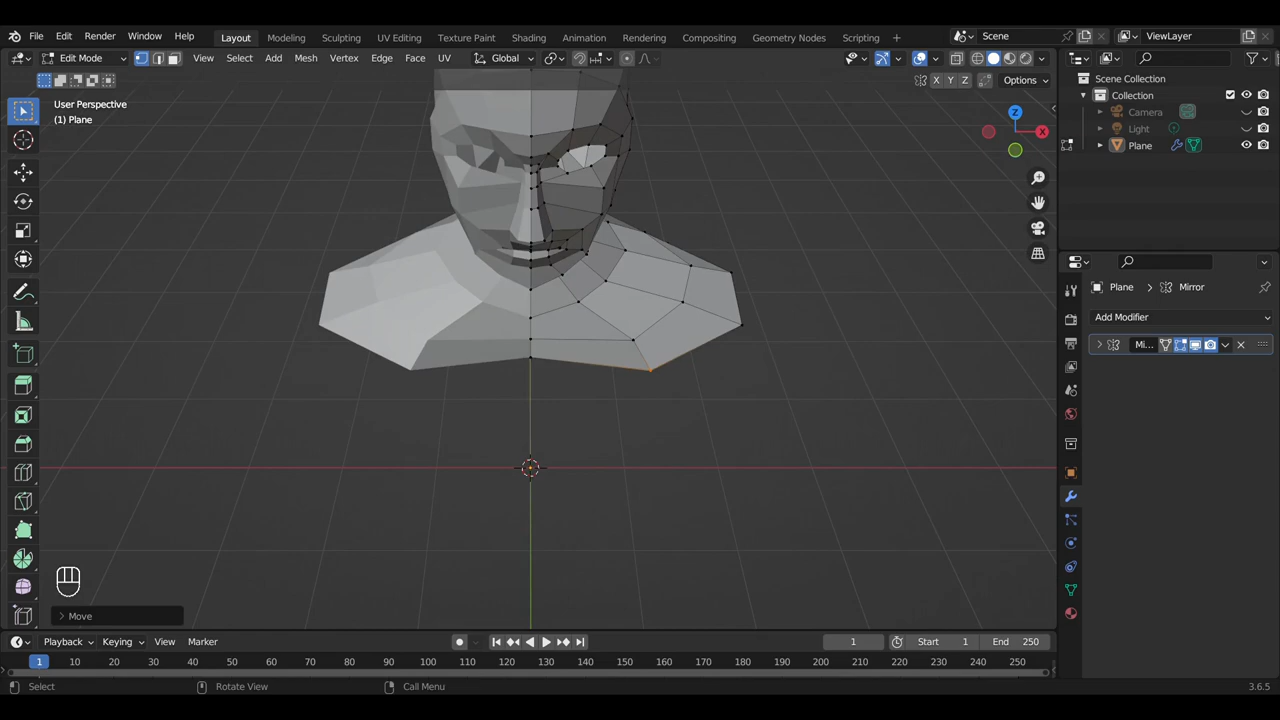 File Edit Render Window Help Layout Modeling Sculpting UV Editing Texture Paint Shading Animation Rendering Compositing Geometry Nodes Scripting + Scene ViewLayer
Edit Mode View Select Add Mesh Vertex Edge Face UV Global
X Y Z Options
User Perspective
(1) Plane
Z
X
Scene Collection
Collection
Camera
Light
Plane
Plane > Mirror
Add Modifier
Mi...
> Move
Playback Keying View Marker 1 Start 1 End 250
1 10 20 30 40 50 60 70 80 90 100 110 120 130 140 150 160 170 180 190 200 210 220 230 240 250
Select Rotate View Call Menu 3.6.5